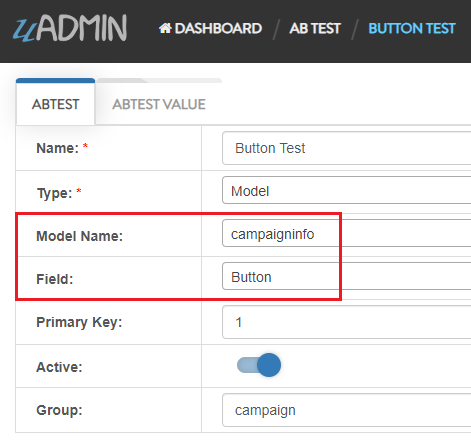 uADMIN DASHBOARD / AB TEST / BUTTON TEST /
ABTEST ABTEST VALUE
Name: * Button Test
Type: * Model
Model Name: campaigninfo
Field: Button
Primary Key: 1
Active:
Group: campaign